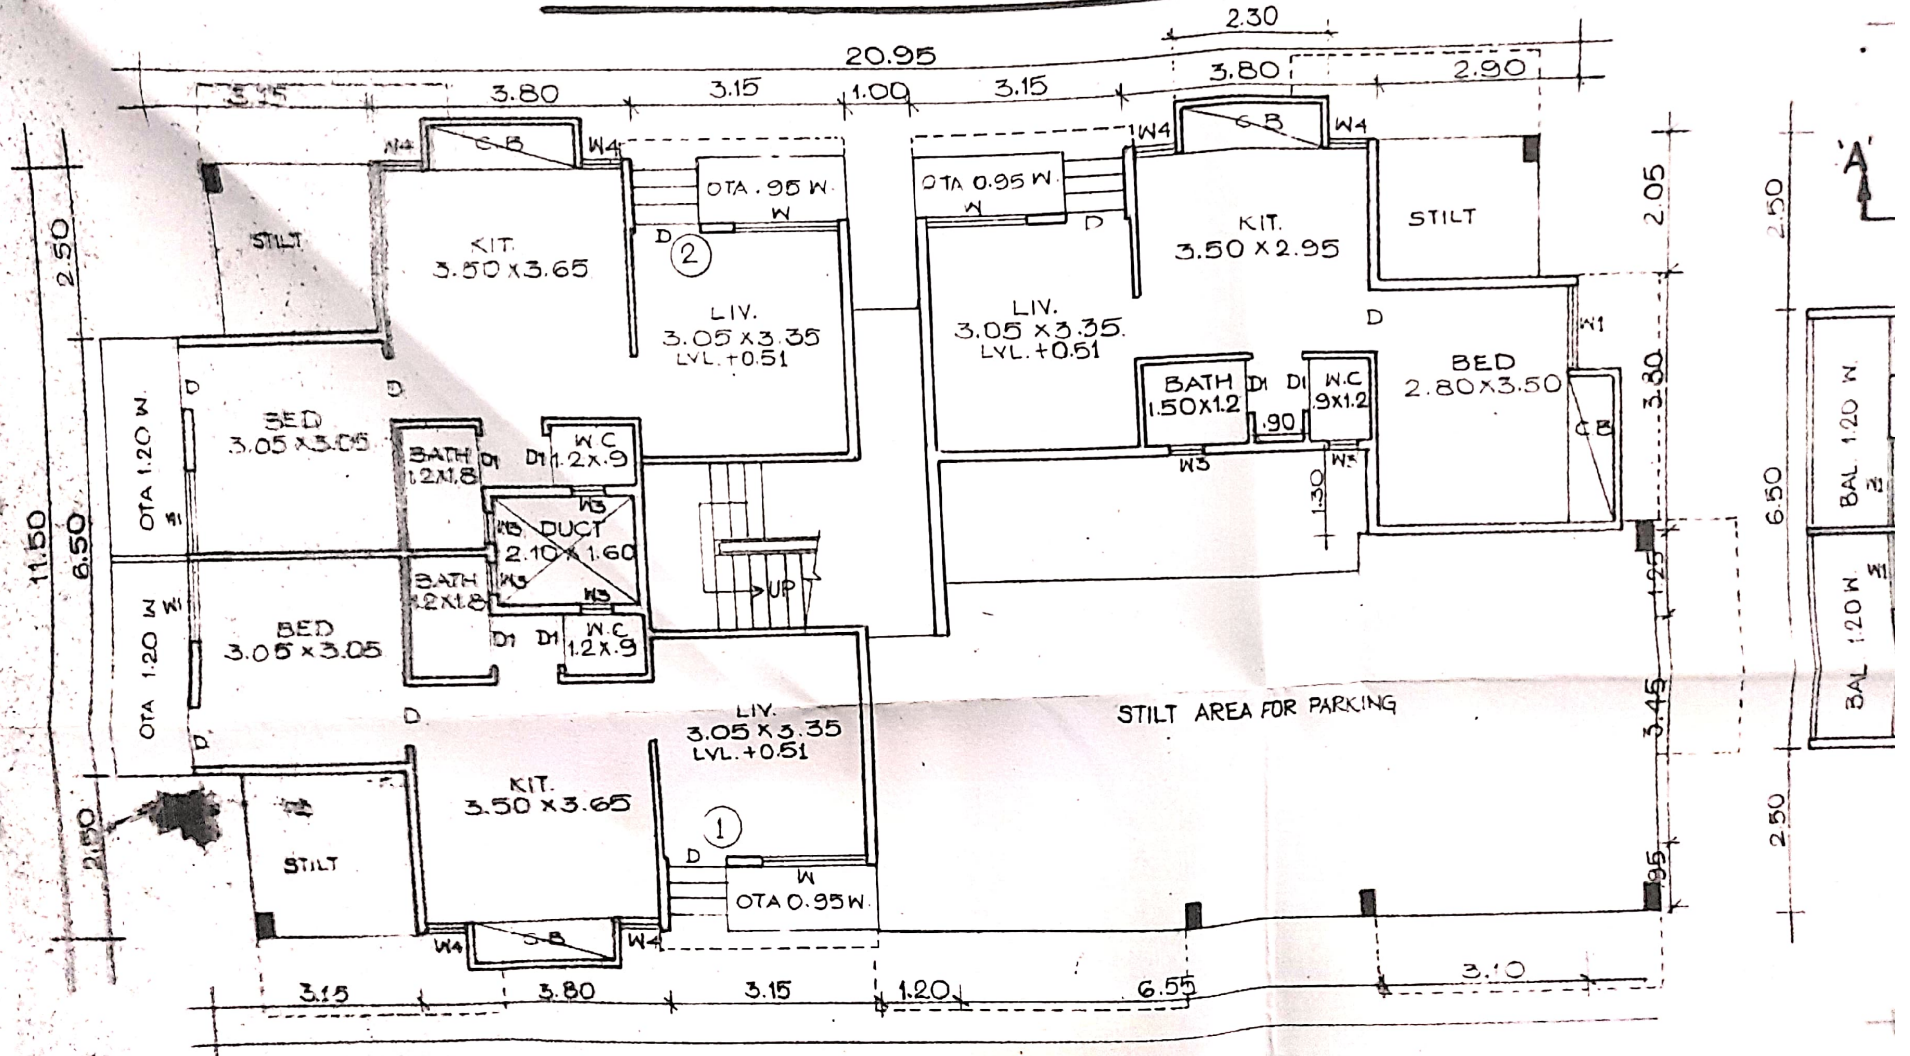 2.30
20.95
3.15
3.80
3.15
1.00
3.15
3.80
2.90
W4
C.B
W4
W4
C.B
W4
'A'
OTA .95 W.
W
OTA 0.95 W.
W
2.05
2.50
2.50
STILT
KIT.
3.50 X 3.65
D
2
D
KIT.
3.50 X 2.95
STILT
LIV.
3.05 X 3.35
LVL. +0.51
LIV.
3.05 X 3.35.
LVL. +0.51
D
W1
D
D
BED
3.05 X 3.05
OTA 1.20 W.
W1
BATH
1.50X1.2
D1
D1
W.C
.9X1.2
.90
BED
2.80X3.50
3.30
C B
BAL 1.20 W.
BATH
1.2X1.8
D1
D1
W.C
1.2X.9
W3
W3
1.30
11.50
6.50
6.50
W3
W3
DUCT
2.10 X 1.60
W3
W3
UP
1.25
BATH
1.2X1.8
OTA 1.20 W
W1
BED
3.05 X 3.05
D1
D1
W.C
1.2X.9
BAL 1.20 W.
D
D
LIV.
3.05 X 3.35
LVL. +0.51
STILT AREA FOR PARKING
3.45
KIT.
3.50 X 3.65
1
2.50
2.50
STILT
D
W
OTA 0.95 W.
.95
W4
C.B
W4
3.15
3.80
3.15
1.20
6.55
3.10